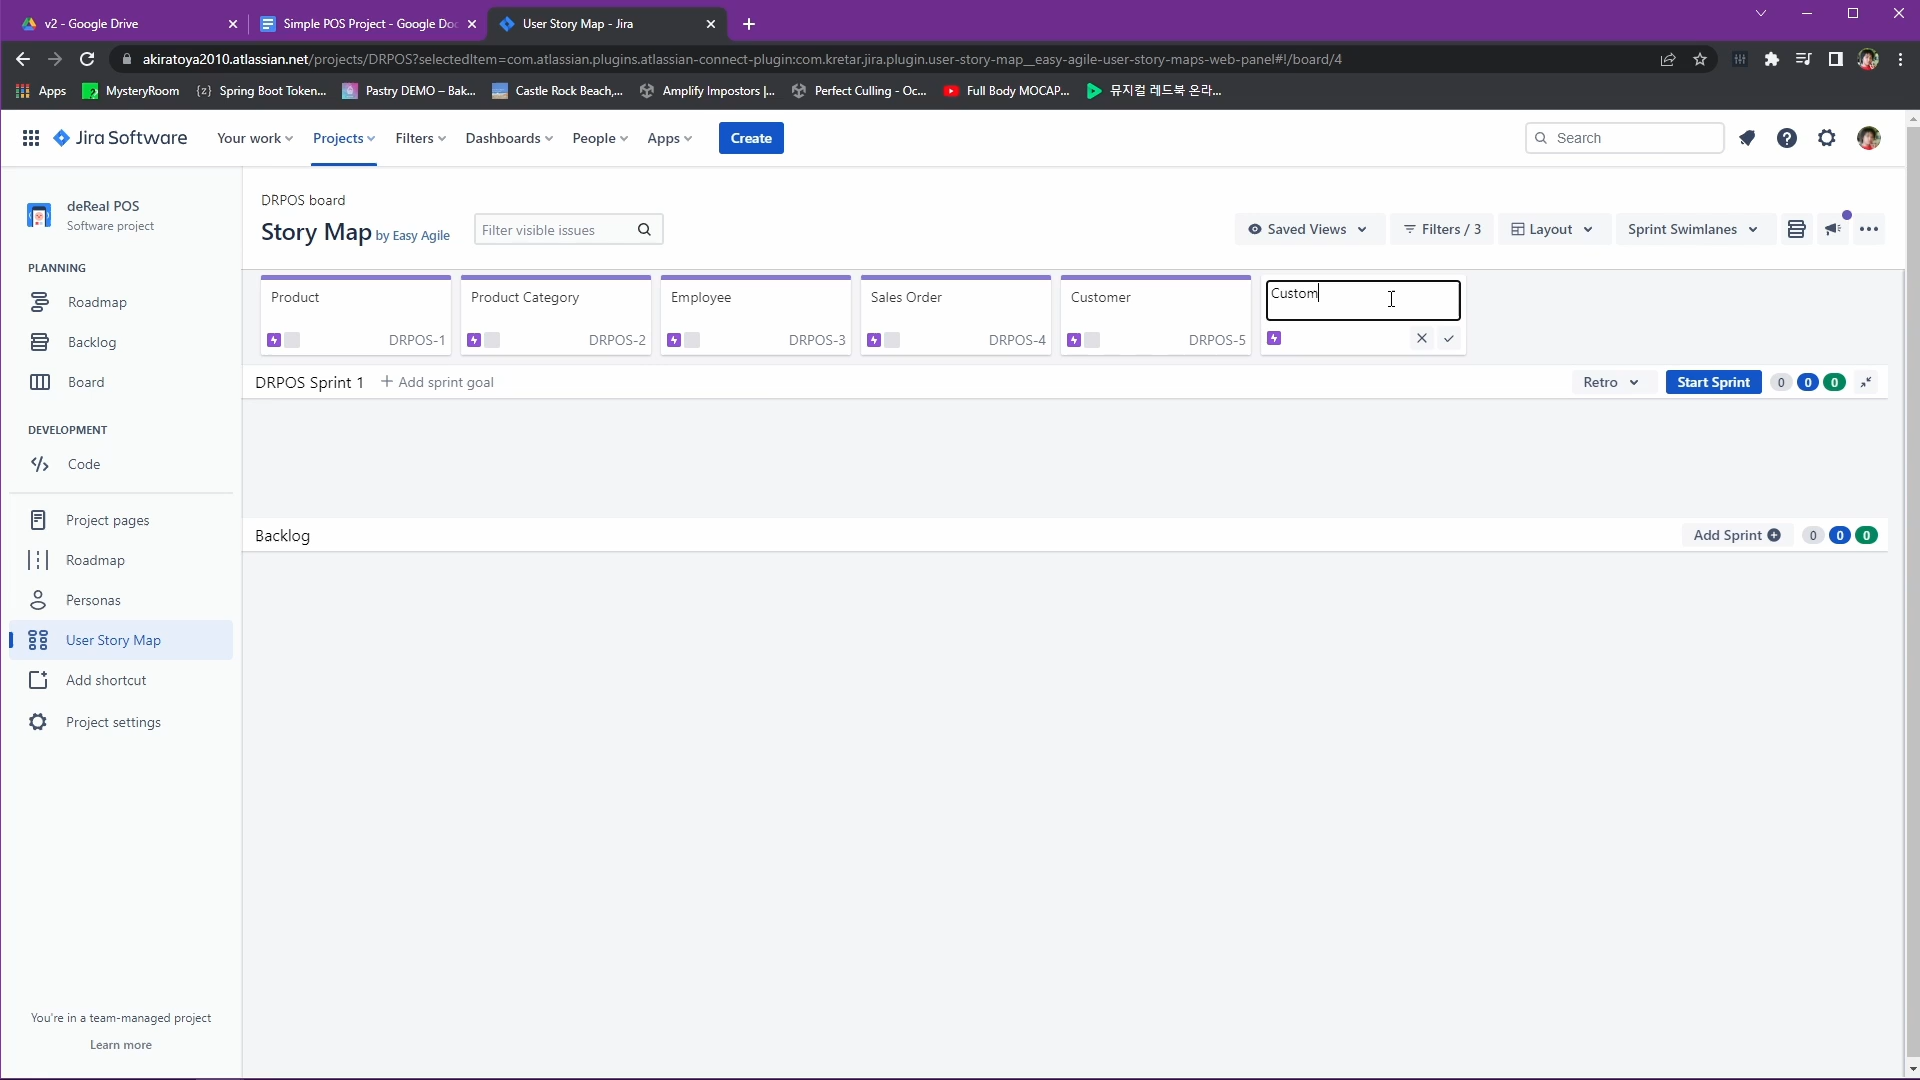 v2 - Google Drive
Simple POS Project - Google Doc
User Story Map - Jira
akiratoya2010.atlassian.net/projects/DRPOS?selectedItem=com.atlassian.plugins.atlassian-connect-plugin:com.kretar.jira.plugin.user-story-map__easy-agile-user-story-maps-web-panel#!/board/4
Apps
MysteryRoom
Spring Boot Token...
Pastry DEMO – Bak...
Castle Rock Beach,...
Amplify Impostors |...
Perfect Culling - Oc...
Full Body MOCAP...
뮤지컬 레드북 온라...
Jira Software
Your work
Projects
Filters
Dashboards
People
Apps
Create
Search
deReal POS
Software project
PLANNING
Roadmap
Backlog
Board
DEVELOPMENT
Code
Project pages
Roadmap
Personas
User Story Map
Add shortcut
Project settings
You're in a team-managed project
Learn more
DRPOS board
Story Map by Easy Agile
Filter visible issues
Saved Views
Filters / 3
Layout
Sprint Swimlanes
Product
DRPOS-1
Product Category
DRPOS-2
Employee
DRPOS-3
Sales Order
DRPOS-4
Customer
DRPOS-5
Custom
DRPOS Sprint 1
Add sprint goal
Retro
Start Sprint
0 0 0
Backlog
Add Sprint
0 0 0